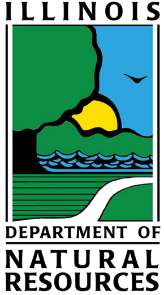 ILLINOIS
DEPARTMENT OF
NATURAL
RESOURCES